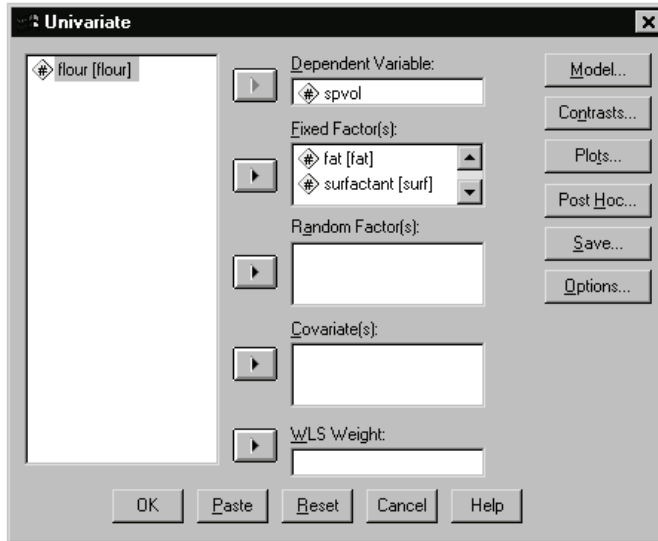 Univariate
flour [flour]
Dependent Variable:
spvol
Fixed Factor(s):
fat [fat]
surfactant [surf]
Random Factor(s):
Covariate(s):
WLS Weight:
Model...
Contrasts...
Plots...
Post Hoc...
Save...
Options...
OK
Paste
Reset
Cancel
Help